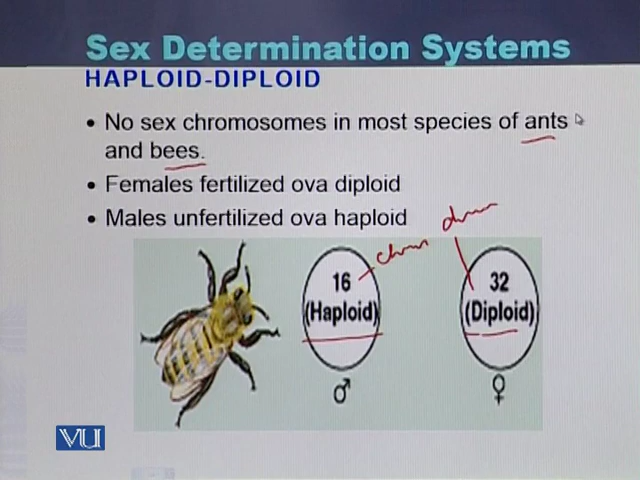 Sex Determination Systems
HAPLOID-DIPLOID
• No sex chromosomes in most species of ants
and bees.
• Females fertilized ova diploid
• Males unfertilized ova haploid
chrom
16
(Haploid)
♂
32
(Diploid)
♀
VU